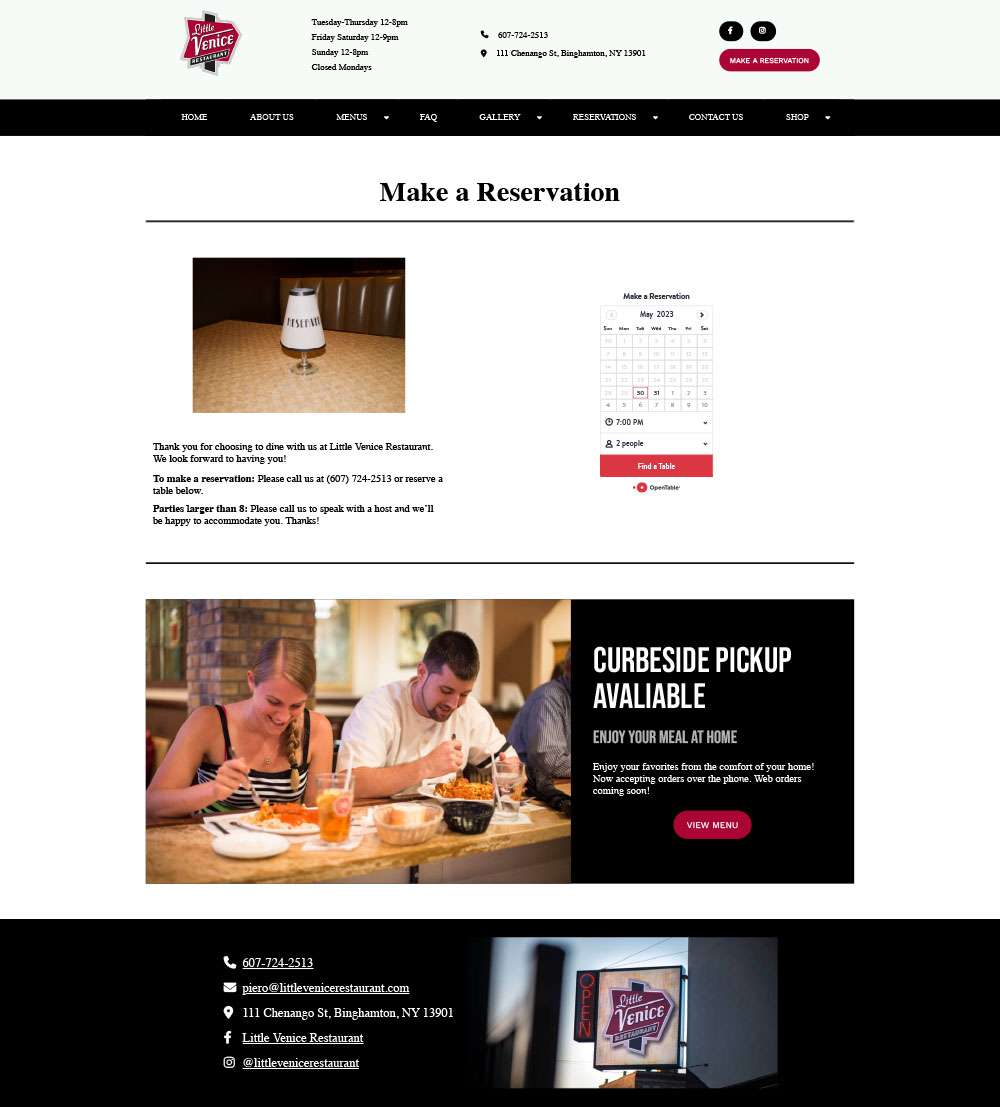 Little
Venice
RESTAURANT
Tuesday-Thursday 12-8pm
Friday Saturday 12-9pm
Sunday 12-8pm
Closed Mondays
607-724-2513
111 Chenango St, Binghamton, NY 13901
MAKE A RESERVATION
HOME ABOUT US MENUS FAQ GALLERY RESERVATIONS CONTACT US SHOP
Make a Reservation
RESERVED
Thank you for choosing to dine with us at Little Venice Restaurant.
We look forward to having you!
To make a reservation: Please call us at (607) 724-2513 or reserve a
table below.
Parties larger than 8: Please call us to speak with a host and we’ll
be happy to accommodate you. Thanks!
Make a Reservation
May 2023
Sun Mon Tue Wed Thu Fri Sat
30 1 2 3 4 5 6
7 8 9 10 11 12 13
14 15 16 17 18 19 20
21 22 23 24 25 26 27
28 29 30 31 1 2 3
4 5 6 7 8 9 10
7:00 PM
2 people
Find a Table
OpenTable
CURBESIDE PICKUP
AVALIABLE
ENJOY YOUR MEAL AT HOME
Enjoy your favorites from the comfort of your home!
Now accepting orders over the phone. Web orders
coming soon!
VIEW MENU
607-724-2513
piero@littlevenicerestaurant.com
111 Chenango St, Binghamton, NY 13901
Little Venice Restaurant
@littlevenicerestaurant
OPEN
Little
Venice
RESTAURANT